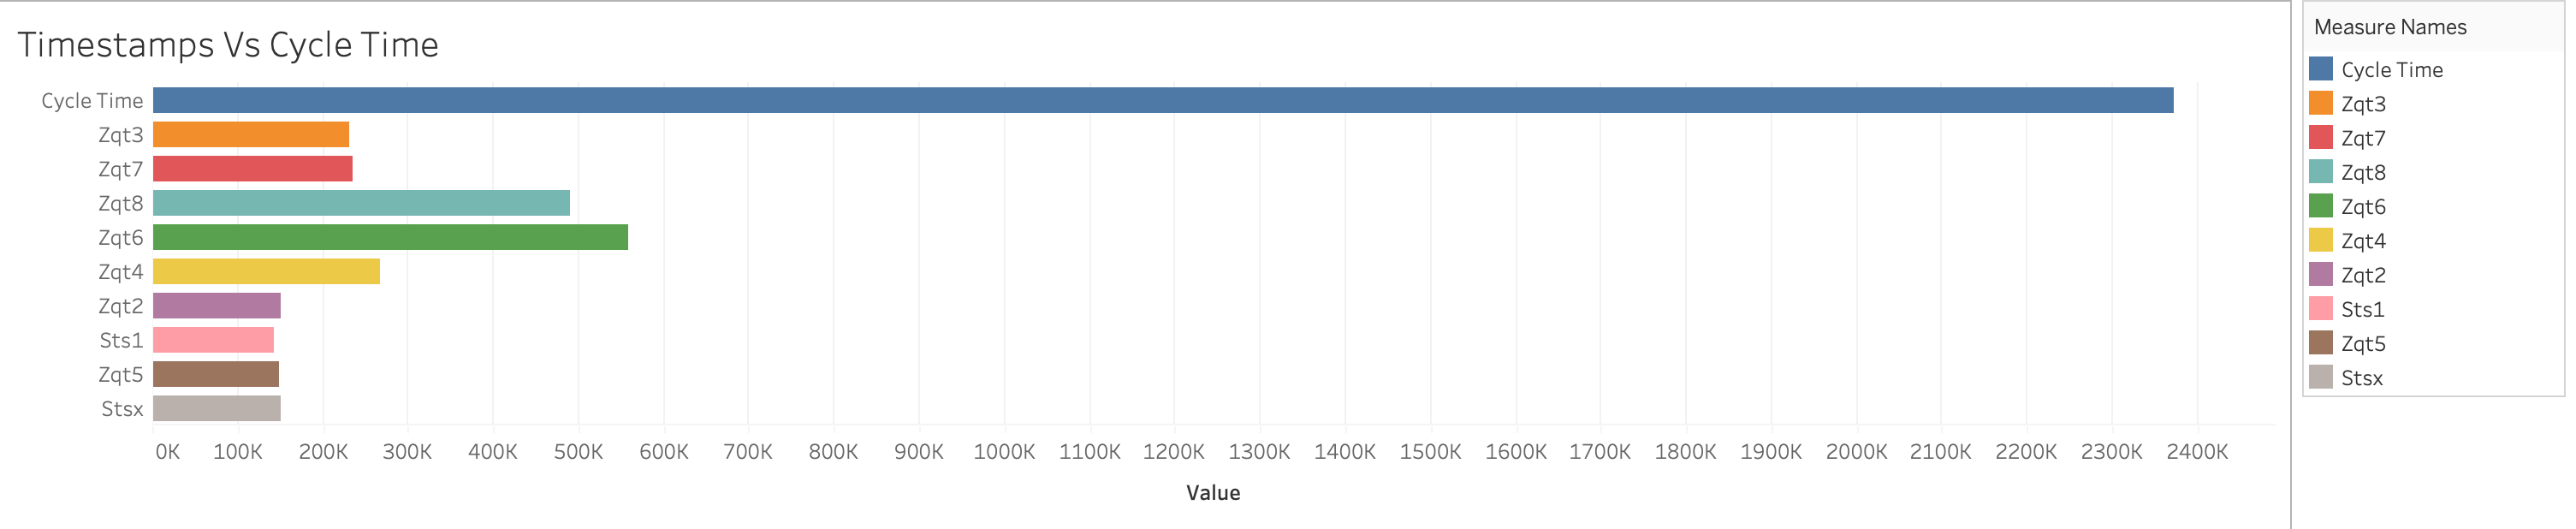 Timestamps Vs Cycle Time
Cycle Time
Zqt3
Zqt7
Zqt8
Zqt6
Zqt4
Zqt2
Sts1
Zqt5
Stsx
0K 100K 200K 300K 400K 500K 600K 700K 800K 900K 1000K 1100K 1200K 1300K 1400K 1500K 1600K 1700K 1800K 1900K 2000K 2100K 2200K 2300K 2400K
Value
Measure Names
Cycle Time
Zqt3
Zqt7
Zqt8
Zqt6
Zqt4
Zqt2
Sts1
Zqt5
Stsx